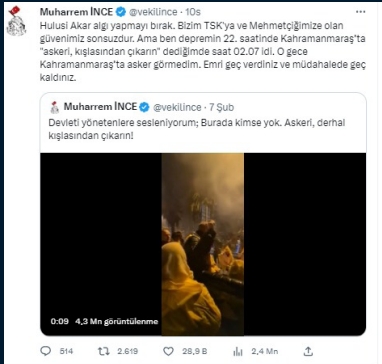 Muharrem İNCE @vekilince · 10s
Hulusi Akar algı yapmayı bırak. Bizim TSK'ya ve Mehmetçiğimize olan
güvenimiz sonsuzdur. Ama ben depremin 22. saatinde Kahramanmaraş'ta
"askeri, kışlasından çıkarın" dediğimde saat 02.07 idi. O gece
Kahramanmaraş'ta asker görmedim. Emri geç verdiniz ve müdahalede geç
kaldınız.
Muharrem İNCE @vekilince · 7 Şub
Devleti yönetenlere sesleniyorum; Burada kimse yok. Askeri, derhal
kışlasından çıkarın!
0:09 4,3 Mn görüntülenme
514 2.619 28,9 B 2,4 Mn